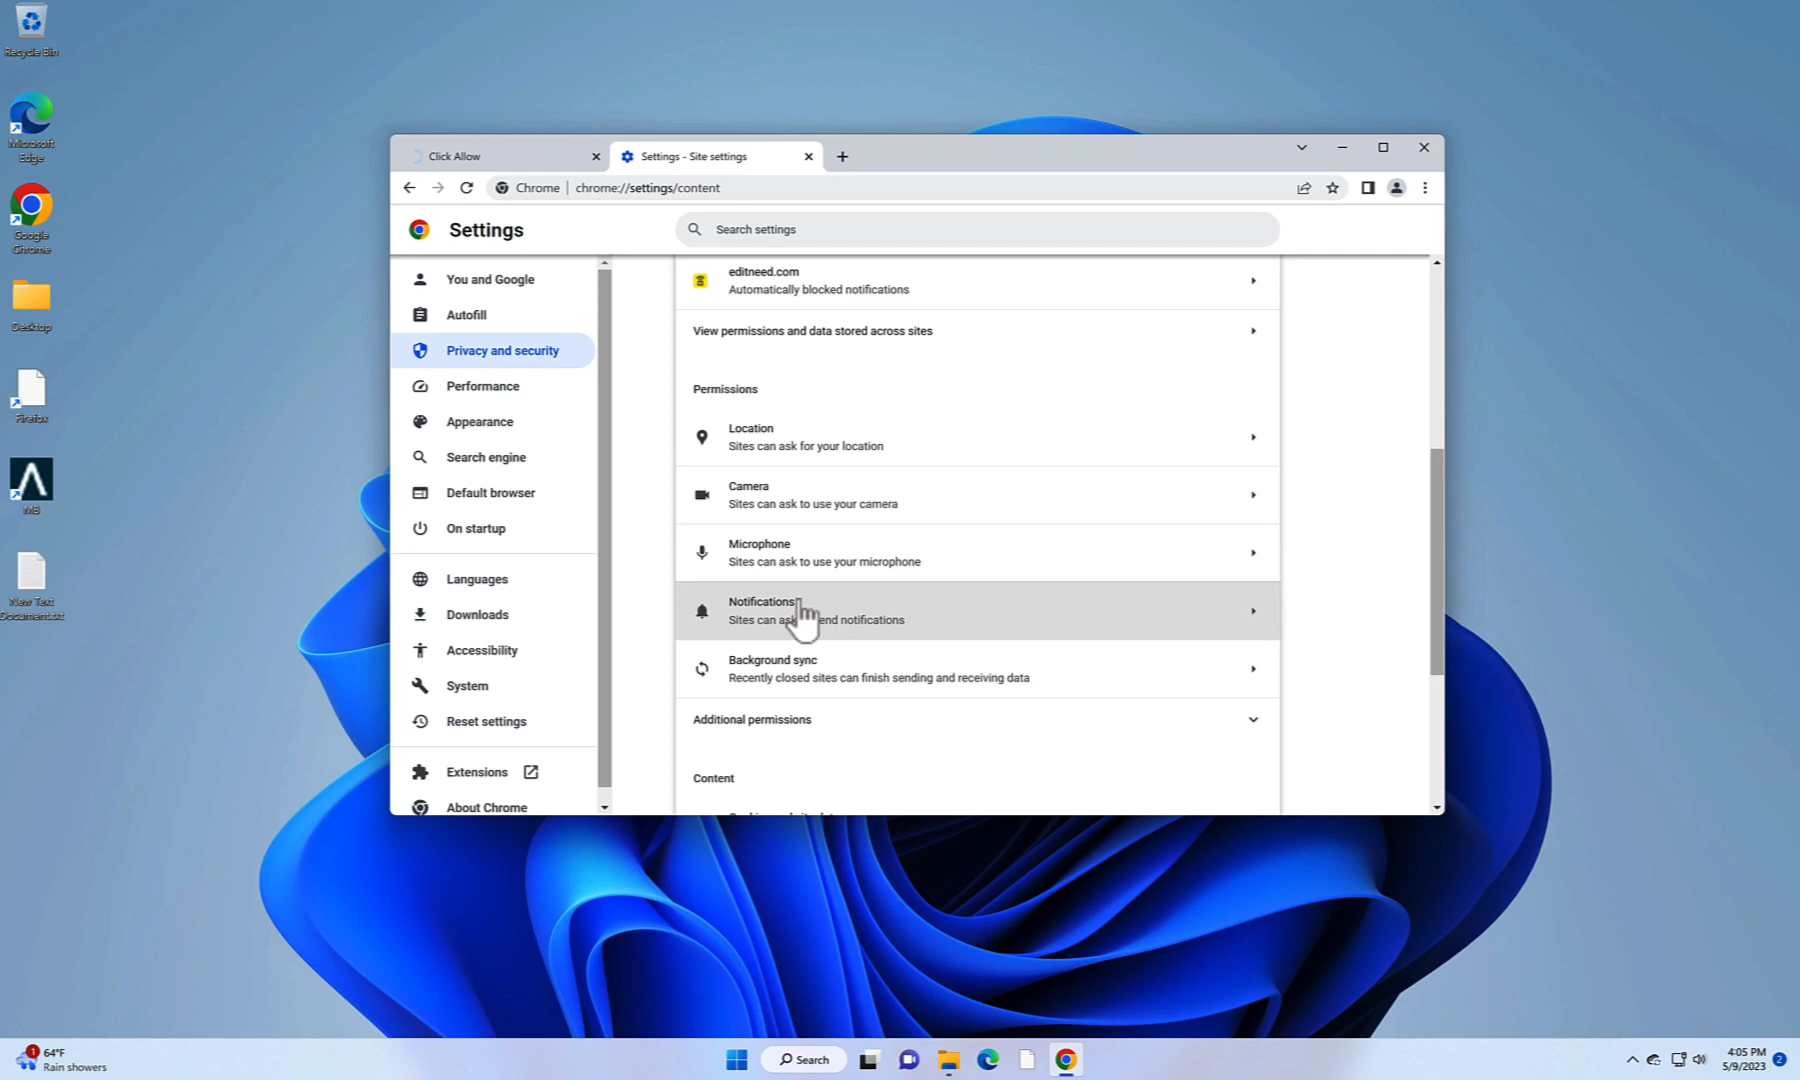 Recycle Bin
Microsoft
Edge
Google
Chrome
Desktop
Firefox
MB
New Text
Document.txt
Click Allow
Settings - Site settings
Chrome
chrome://settings/content
Settings
Search settings
You and Google
Autofill
Privacy and security
Performance
Appearance
Search engine
Default browser
On startup
Languages
Downloads
Accessibility
System
Reset settings
Extensions
About Chrome
editneed.com
Automatically blocked notifications
View permissions and data stored across sites
Permissions
Location
Sites can ask for your location
Camera
Sites can ask to use your camera
Microphone
Sites can ask to use your microphone
Notifications
Sites can ask end notifications
Background sync
Recently closed sites can finish sending and receiving data
Additional permissions
Content
1
64°F
Rain showers
Search
4:05 PM
5/9/2023
2